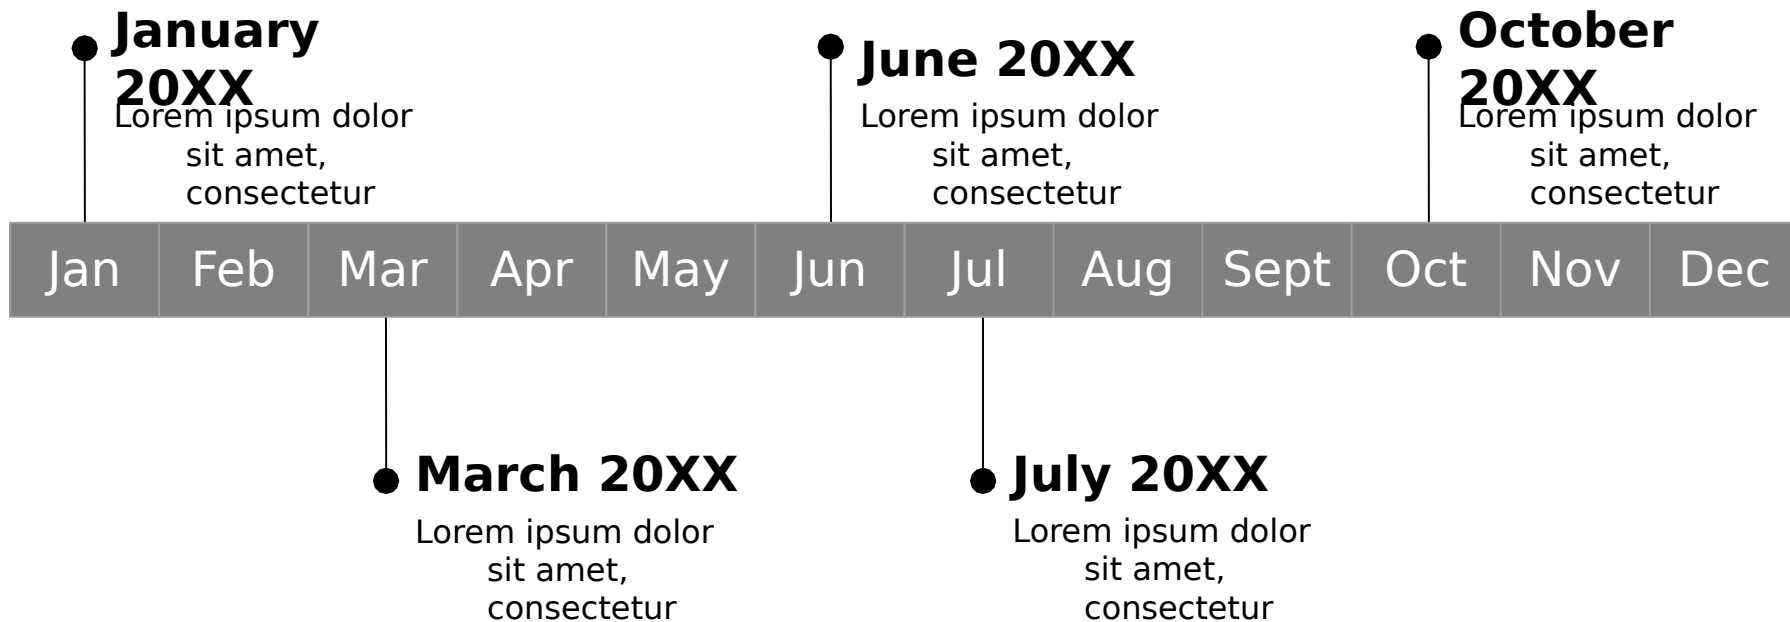 January
20XX
Lorem ipsum dolor
sit amet,
consectetur
June 20XX
Lorem ipsum dolor
sit amet,
consectetur
October
20XX
Lorem ipsum dolor
sit amet,
consectetur
Jan Feb Mar Apr May Jun Jul Aug Sept Oct Nov Dec
March 20XX
Lorem ipsum dolor
sit amet,
consectetur
July 20XX
Lorem ipsum dolor
sit amet,
consectetur